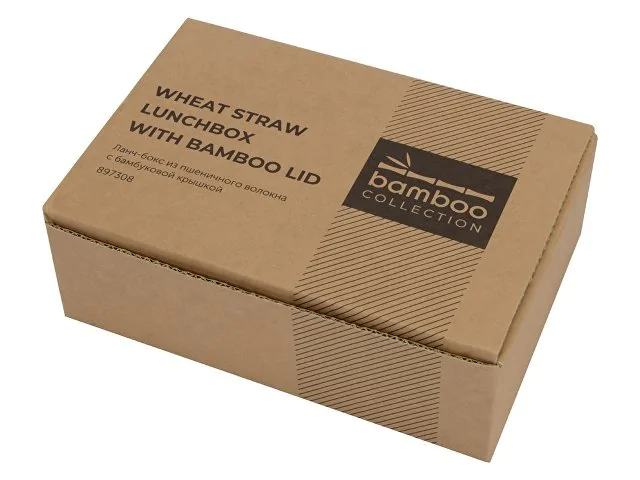 WHEAT STRAW
LUNCHBOX
WITH BAMBOO LID
Ланч-бокс из пшеничного волокна
с бамбуковой крышкой
897308
bamboo
COLLECTION